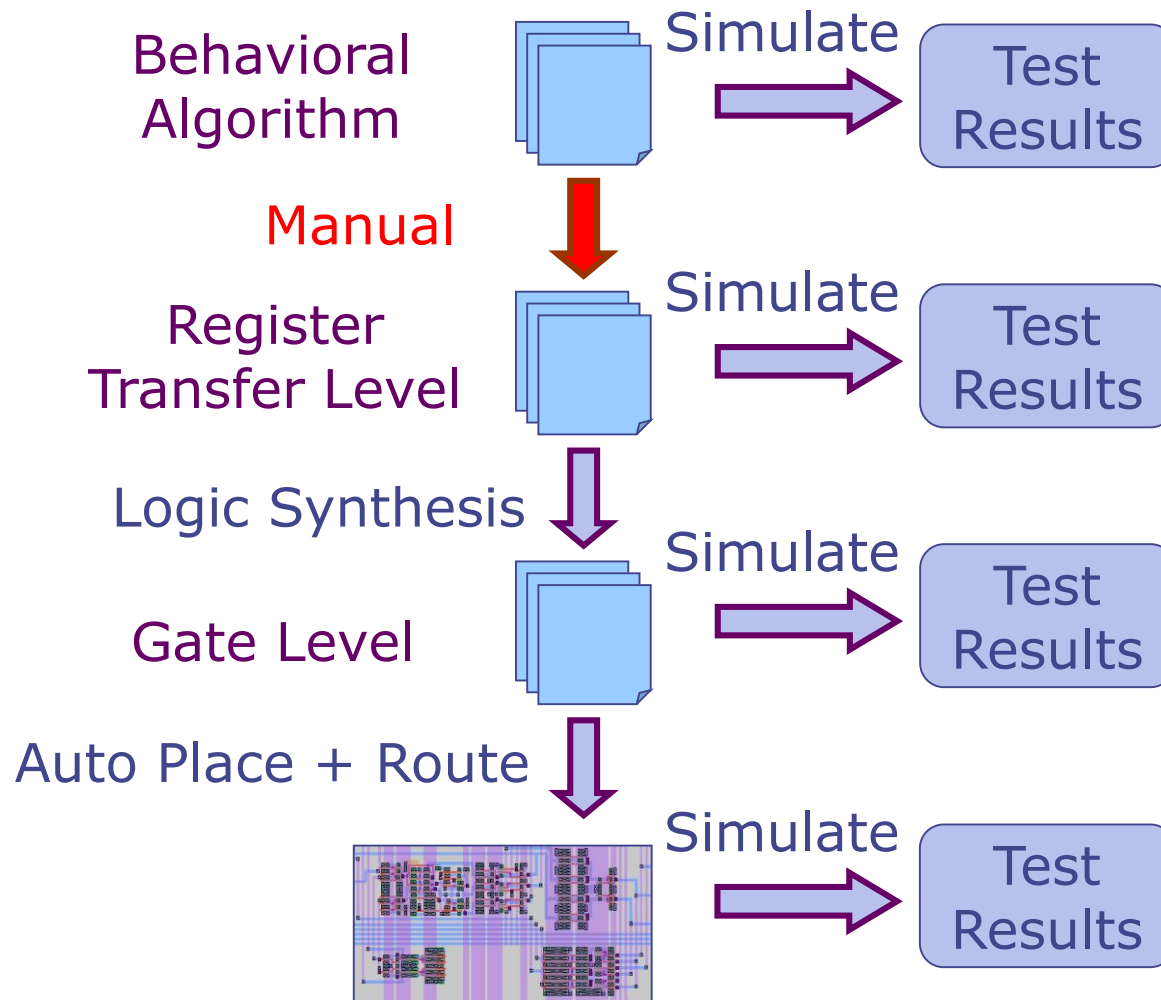 Behavioral
Algorithm
Simulate
Test
Results
Manual
Register
Transfer Level
Simulate
Test
Results
Logic Synthesis
Gate Level
Simulate
Test
Results
Auto Place + Route
Simulate
Test
Results